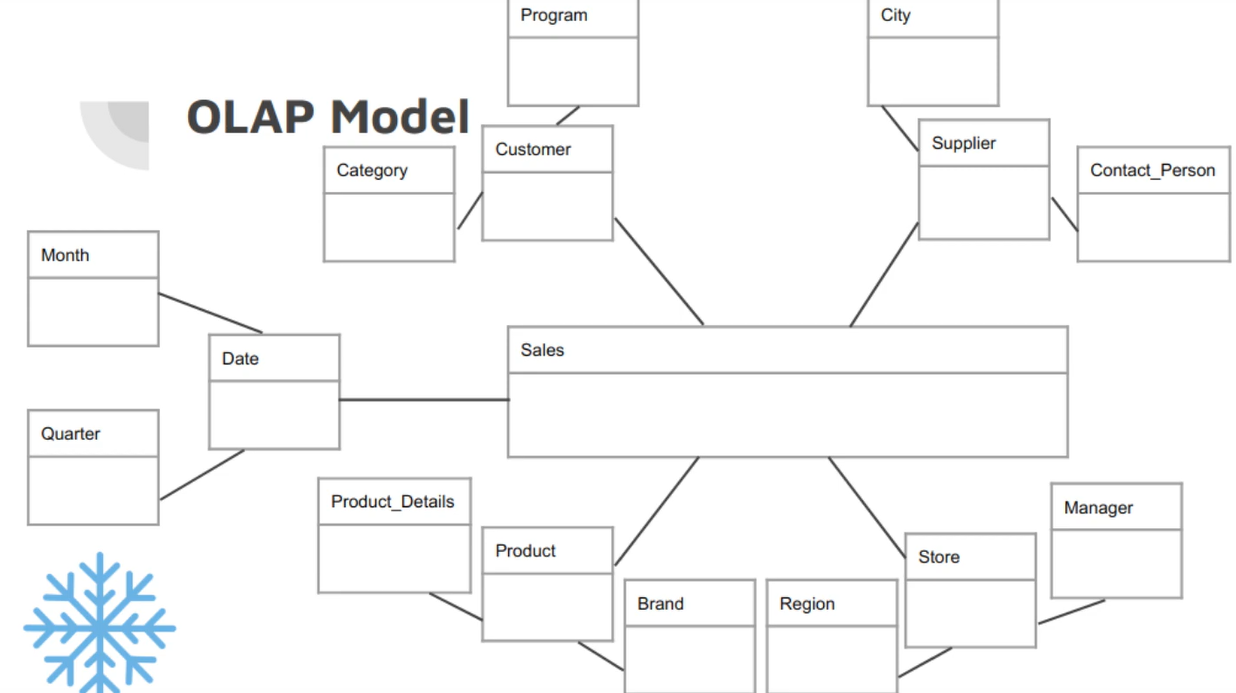 Program
City
OLAP Model
Customer
Supplier
Category
Contact_Person
Month
Sales
Date
Quarter
Product_Details
Manager
Product
Store
Brand
Region